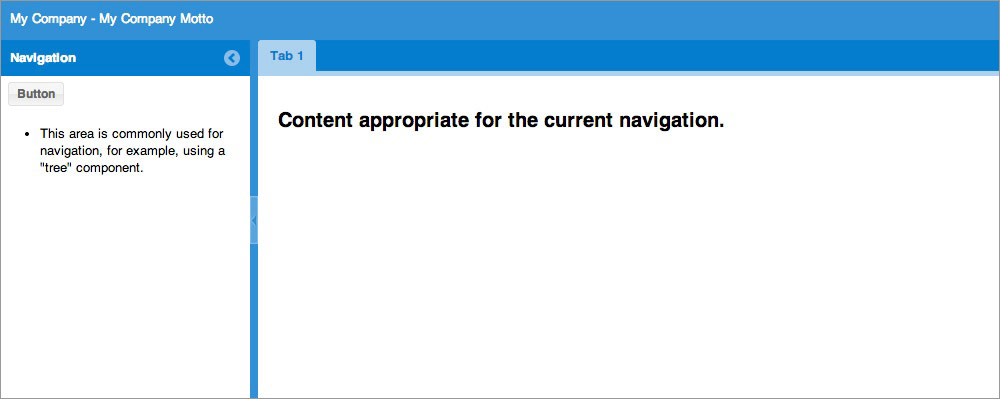 My Company - My Company Motto
Navigation
Tab 1
Button
Content appropriate for the current navigation.
• This area is commonly used for
navigation, for example, using a
"tree" component.